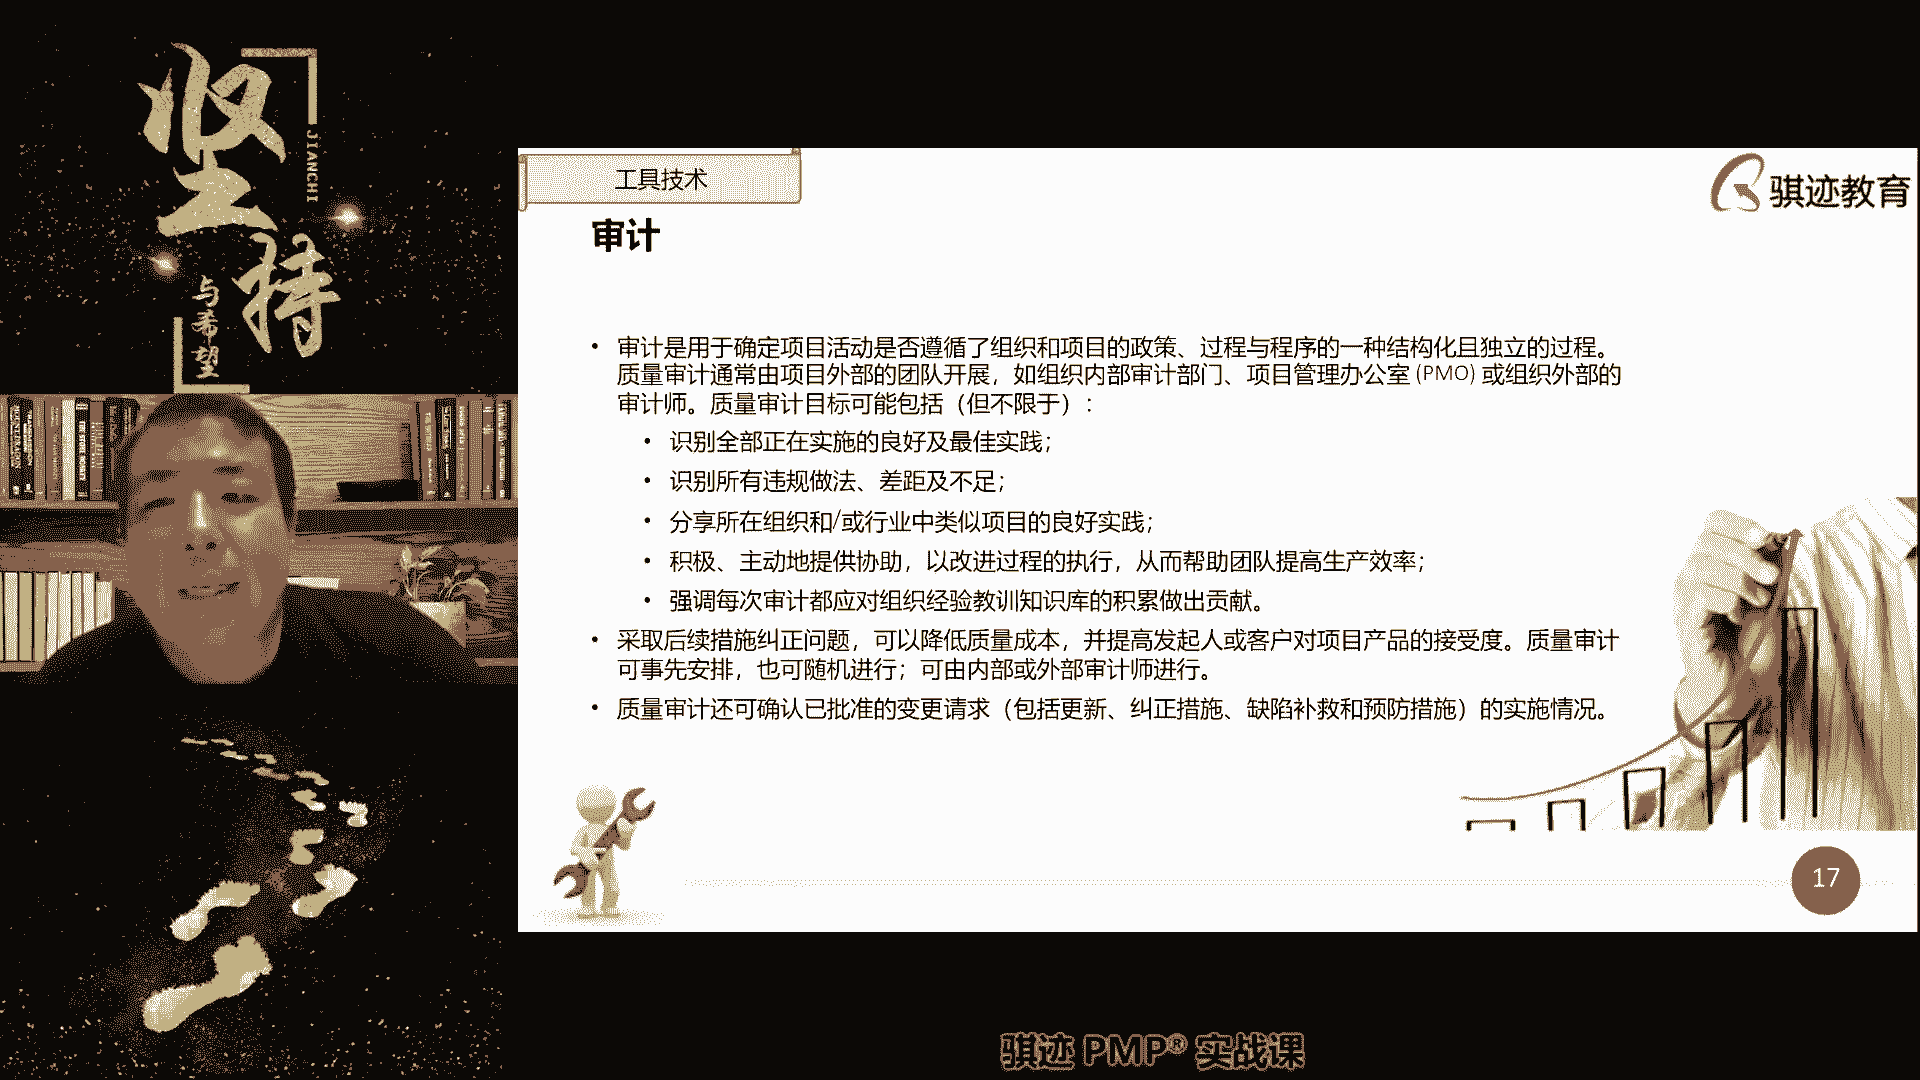 坚持
JIANCHI
与希望
工具技术
骐迹教育
审计
• 审计是用于确定项目活动是否遵循了组织和项目的政策、过程与程序的一种结构化且独立的过程。
质量审计通常由项目外部的团队开展，如组织内部审计部门、项目管理办公室 (PMO) 或组织外部的
审计师。质量审计目标可能包括（但不限于）：
• 识别全部正在实施的良好及最佳实践；
• 识别所有违规做法、差距及不足；
• 分享所在组织和/或行业中类似项目的良好实践；
• 积极、主动地提供协助，以改进过程的执行，从而帮助团队提高生产效率；
• 强调每次审计都应对组织经验教训知识库的积累做出贡献。
• 采取后续措施纠正问题，可以降低质量成本，并提高发起人或客户对项目产品的接受度。质量审计
可事先安排，也可随机进行；可由内部或外部审计师进行。
• 质量审计还可确认已批准的变更请求（包括更新、纠正措施、缺陷补救和预防措施）的实施情况。
17
骐迹 PMP® 实战课